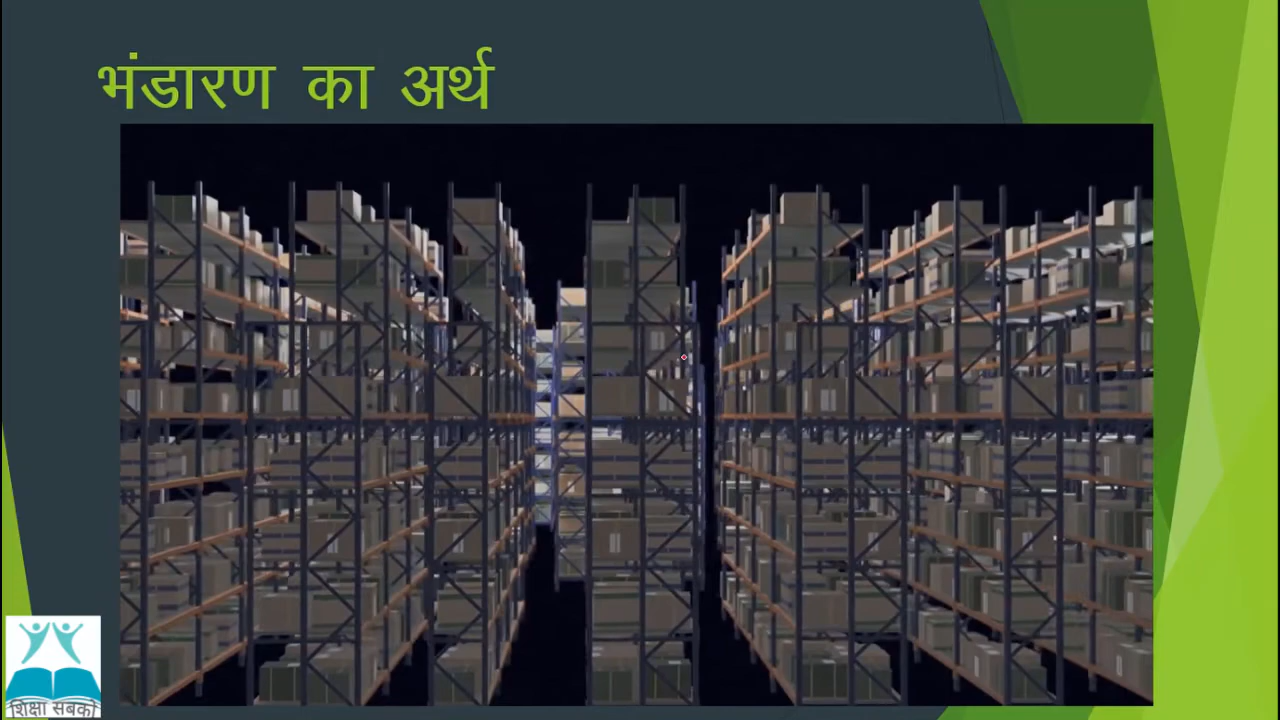 भंडारण का अर्थ
शिक्षा सबको